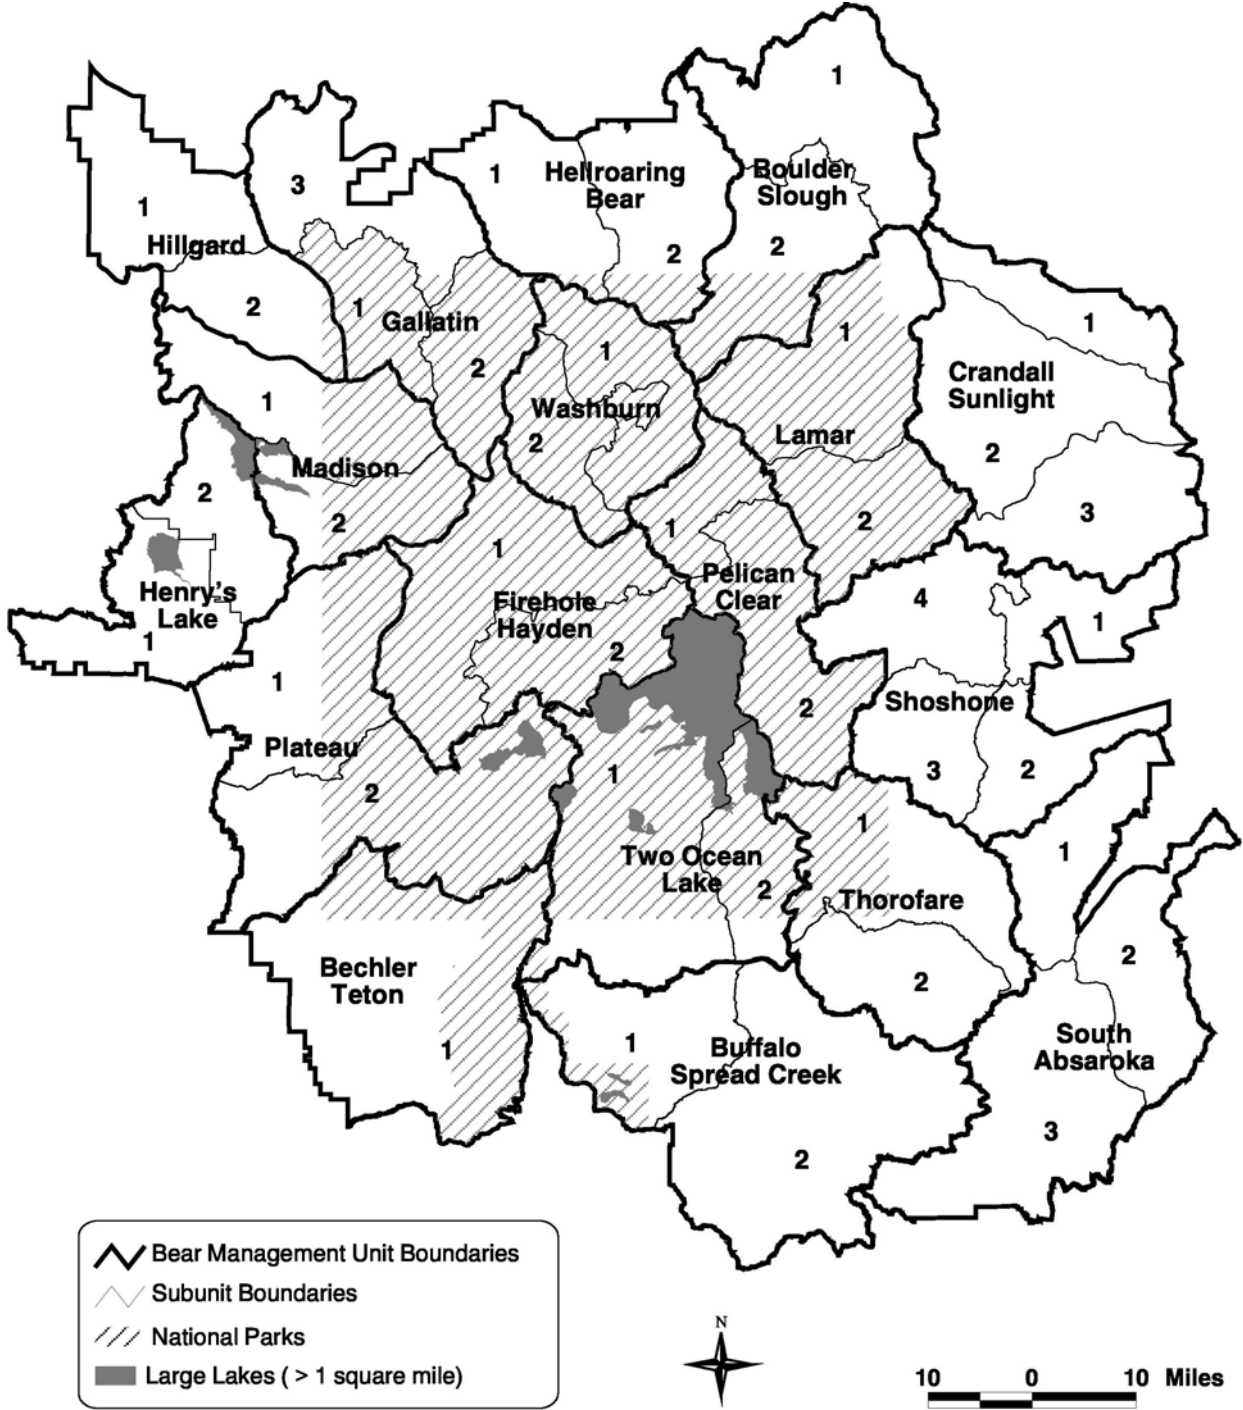 1
1
Hellroaring
Bear
Boulder
Slough
3
1
Hillgard
2
2
2
1
Gallatin
1
1
1
2
Washburn
Crandall
Sunlight
1
2
Lamar
2
Madison
2
2
2
1
2
3
1
Pelican
Clear
Henry's
Lake
1
Firehole
Hayden
4
1
2
1
Shoshone
2
Plateau
1
3
2
2
1
1
Two Ocean
Lake
2
Thorofare
2
2
Bechler
Teton
1
1
Buffalo
Spread Creek
South
Absaroka
3
2
Bear Management Unit Boundaries
Subunit Boundaries
National Parks
Large Lakes ( > 1 square mile)
N
10 0 10 Miles